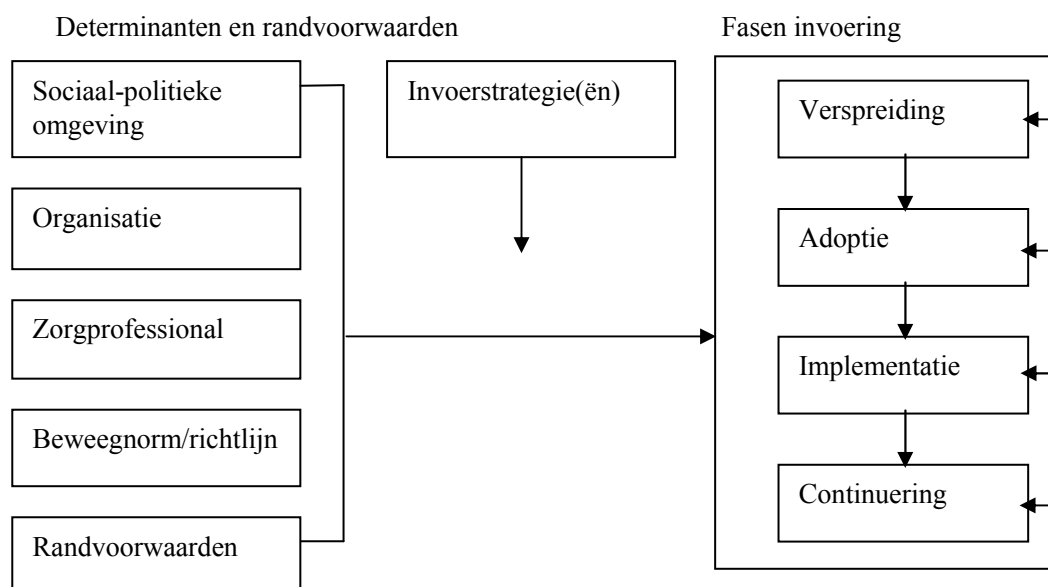 Determinanten en randvoorwaarden
Fasen invoering
Sociaal-politieke
omgeving
Organisatie
Zorgprofessional
Beweegnorm/richtlijn
Randvoorwaarden
Invoerstrategie(ën)
Verspreiding
Adoptie
Implementatie
Continuering